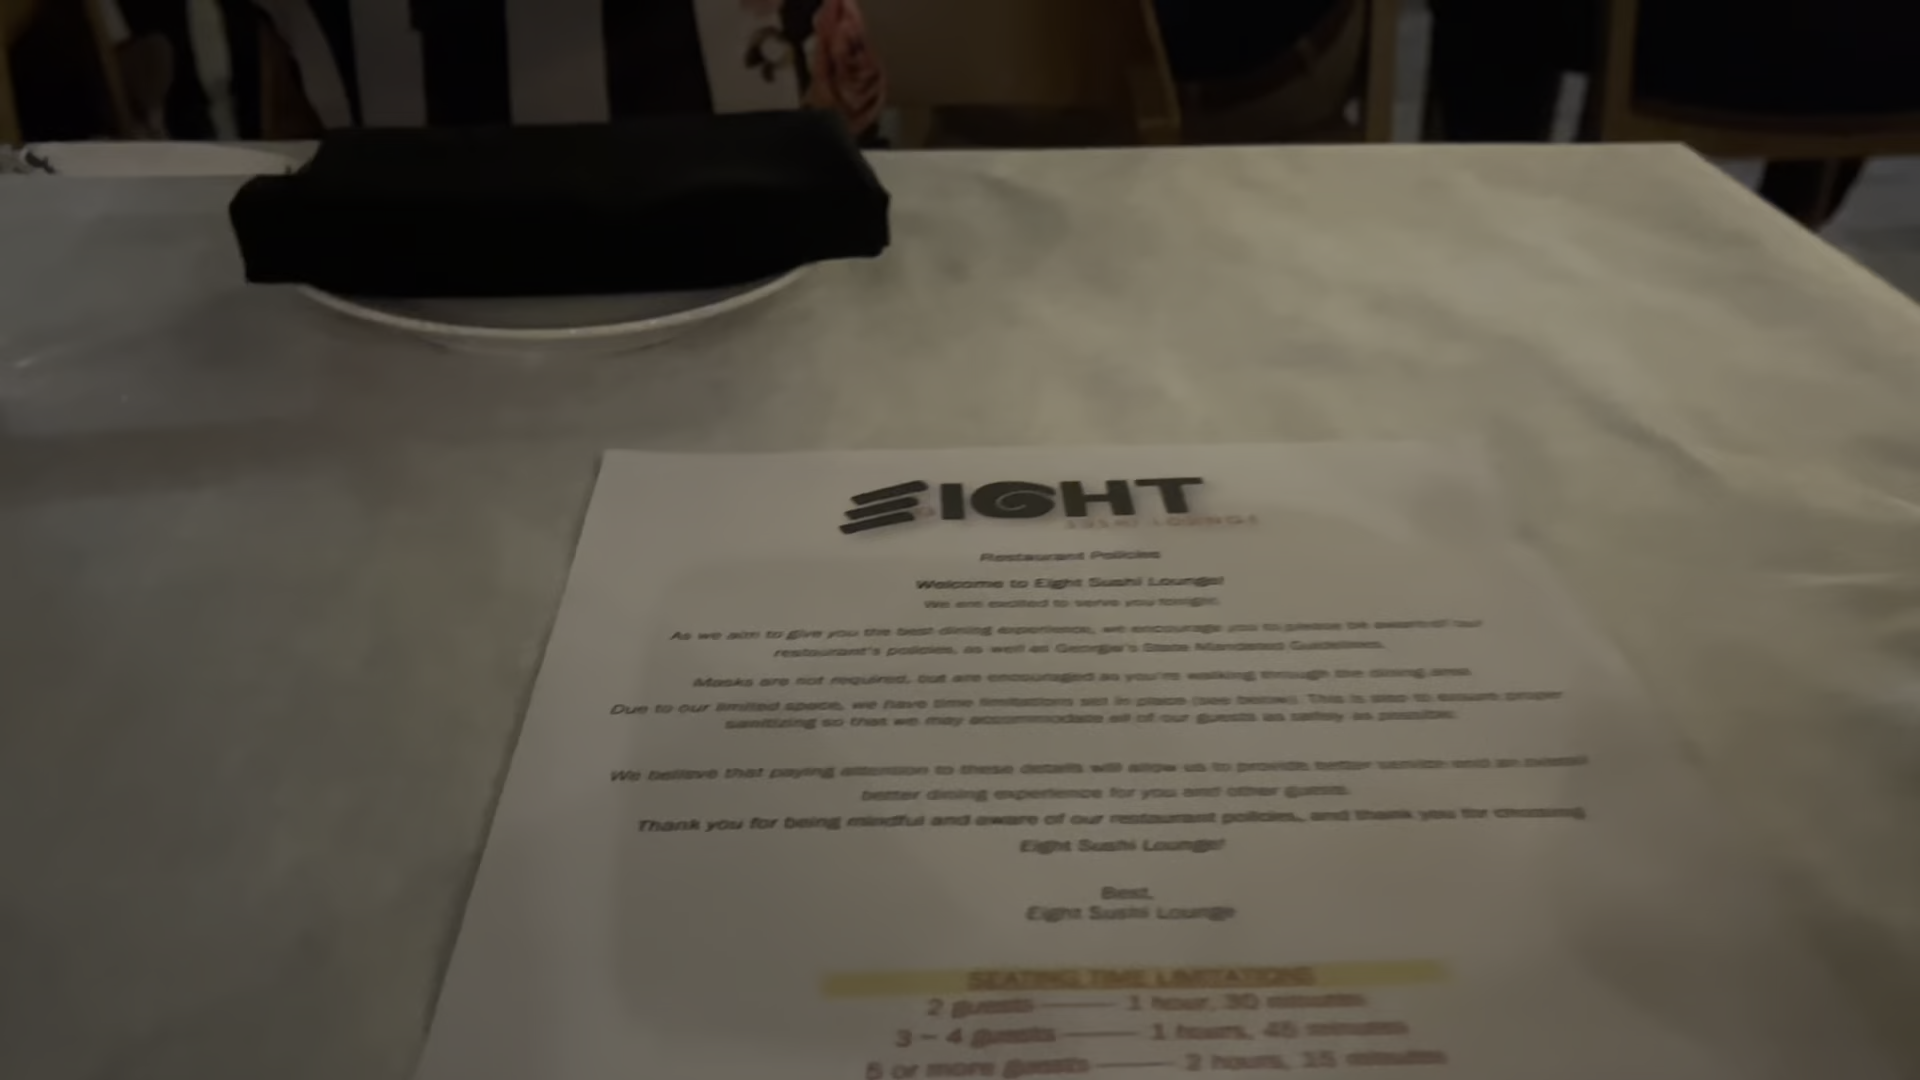 EIGHT
SUSHI LOUNGE
Restaurant Policies
Welcome to Eight Sushi Lounge!
We are excited to serve you tonight.
As we aim to give you the best dining experience, we encourage you to please be aware of our
restaurant's policies, as well as Georgia's State Mandated Guidelines.
Masks are not required, but are encouraged as you're walking through the dining area.
Due to our limited space, we have time limitations set in place (see below). This is also to ensure proper
sanitizing so that we may accommodate all of our guests as safely as possible.
We believe that paying attention to these details will allow us to provide better service and an overall
better dining experience for you and other guests.
Thank you for being mindful and aware of our restaurant policies, and thank you for choosing
Eight Sushi Lounge!
Best,
Eight Sushi Lounge
SEATING TIME LIMITATIONS
2 guests —— 1 hour, 30 minutes
3 – 4 guests —— 1 hours, 45 minutes
5 or more guests —— 2 hours, 15 minutes